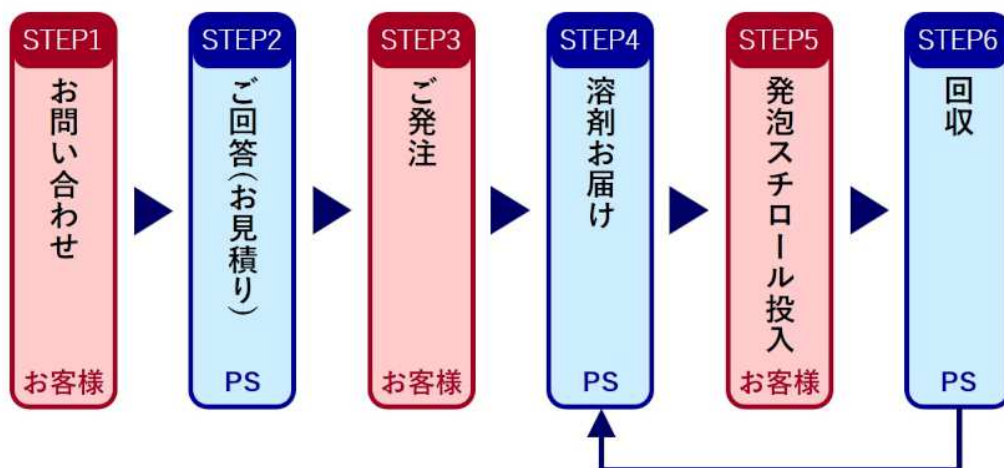 STEP1
お問い合わせ
お客様
STEP2
ご回答（お見積り）
PS
STEP3
ご発注
お客様
STEP4
溶剤お届け
PS
STEP5
発泡スチロール投入
お客様
STEP6
回収
PS